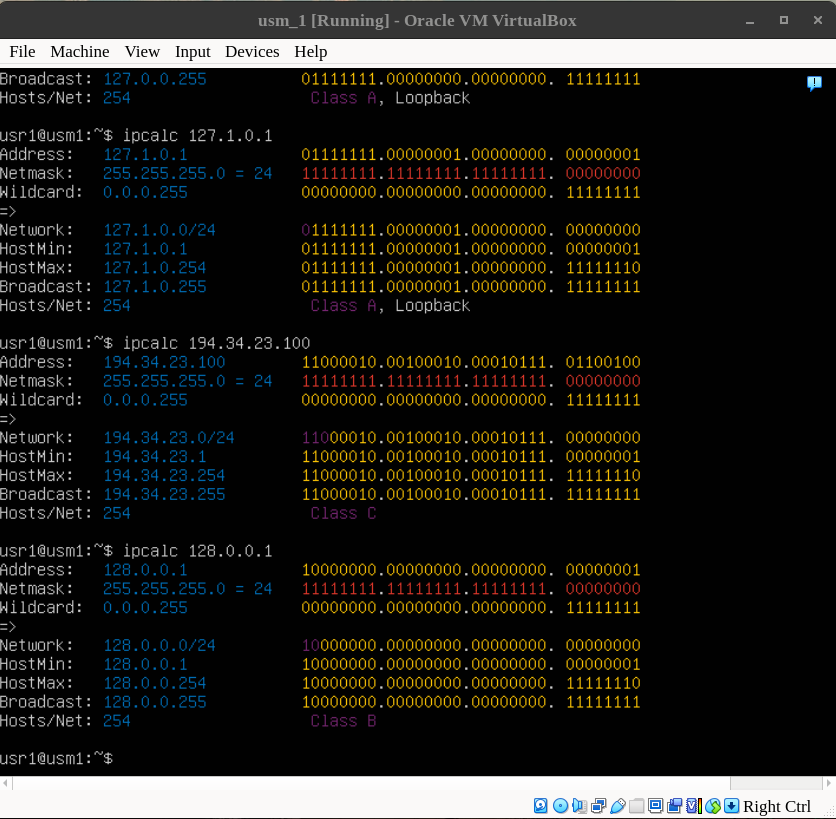 usm_1 [Running] - Oracle VM VirtualBox
File Machine View Input Devices Help
Broadcast: 127.0.0.255 01111111.00000000.00000000. 11111111
Hosts/Net: 254 Class A, Loopback
usr1@usm1:~$ ipcalc 127.1.0.1
Address: 127.1.0.1 01111111.00000001.00000000. 00000001
Netmask: 255.255.255.0 = 24 11111111.11111111.11111111. 00000000
Wildcard: 0.0.0.255 00000000.00000000.00000000. 11111111
=>
Network: 127.1.0.0/24 01111111.00000001.00000000. 00000000
HostMin: 127.1.0.1 01111111.00000001.00000000. 00000001
HostMax: 127.1.0.254 01111111.00000001.00000000. 11111110
Broadcast: 127.1.0.255 01111111.00000001.00000000. 11111111
Hosts/Net: 254 Class A, Loopback
usr1@usm1:~$ ipcalc 194.34.23.100
Address: 194.34.23.100 11000010.00100010.00010111. 01100100
Netmask: 255.255.255.0 = 24 11111111.11111111.11111111. 00000000
Wildcard: 0.0.0.255 00000000.00000000.00000000. 11111111
=>
Network: 194.34.23.0/24 11000010.00100010.00010111. 00000000
HostMin: 194.34.23.1 11000010.00100010.00010111. 00000001
HostMax: 194.34.23.254 11000010.00100010.00010111. 11111110
Broadcast: 194.34.23.255 11000010.00100010.00010111. 11111111
Hosts/Net: 254 Class C
usr1@usm1:~$ ipcalc 128.0.0.1
Address: 128.0.0.1 10000000.00000000.00000000. 00000001
Netmask: 255.255.255.0 = 24 11111111.11111111.11111111. 00000000
Wildcard: 0.0.0.255 00000000.00000000.00000000. 11111111
=>
Network: 128.0.0.0/24 10000000.00000000.00000000. 00000000
HostMin: 128.0.0.1 10000000.00000000.00000000. 00000001
HostMax: 128.0.0.254 10000000.00000000.00000000. 11111110
Broadcast: 128.0.0.255 10000000.00000000.00000000. 11111111
Hosts/Net: 254 Class B
usr1@usm1:~$
Right Ctrl